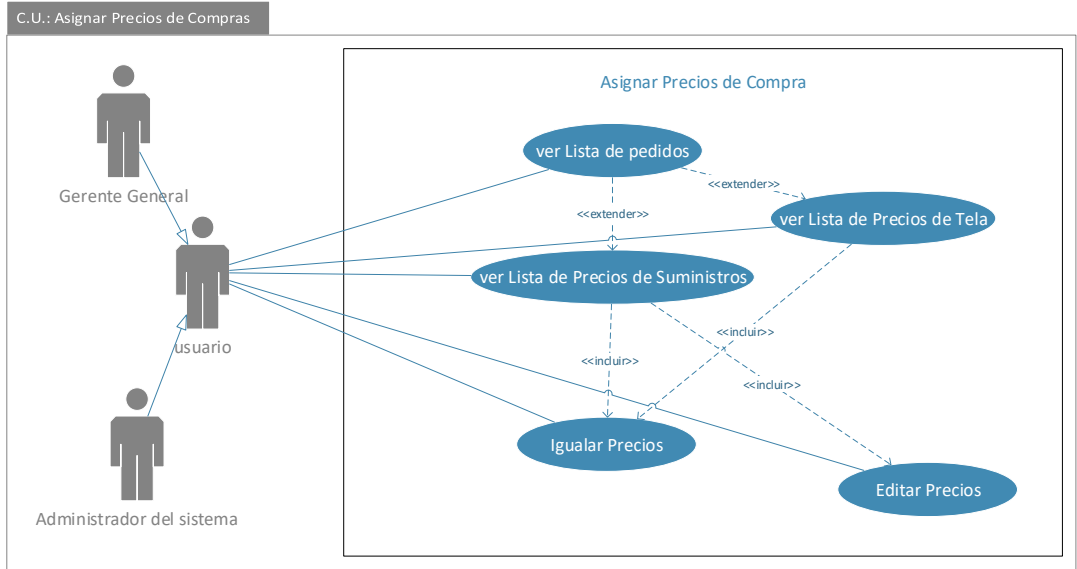 C.U.: Asignar Precios de Compras
Asignar Precios de Compra
ver Lista de pedidos
<<extender>>
Gerente General
<<extender>>
ver Lista de Precios de Tela
ver Lista de Precios de Suministros
usuario
<<incluir>>
<<incluir>>
<<incluir>>
Igualar Precios
Editar Precios
Administrador del sistema